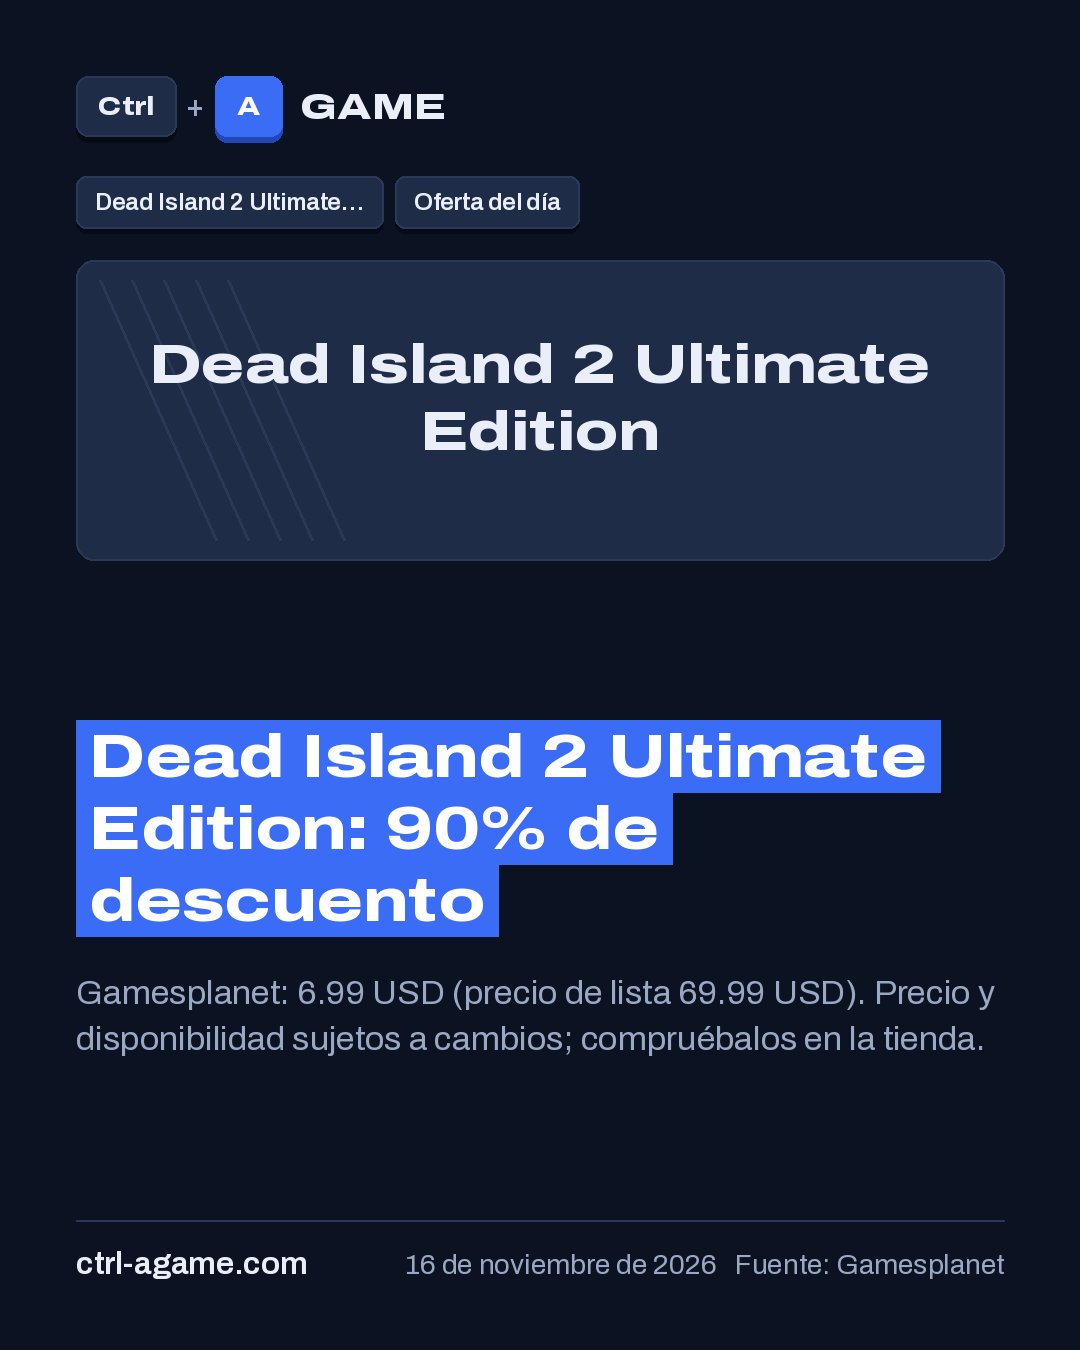 Ctrl + A GAME
Dead Island 2 Ultimate... Oferta del día
Dead Island 2 Ultimate
Edition
Dead Island 2 Ultimate
Edition: 90% de
descuento
Gamesplanet: 6.99 USD (precio de lista 69.99 USD). Precio y
disponibilidad sujetos a cambios; compruébalos en la tienda.
ctrl-agame.com 16 de noviembre de 2026 Fuente: Gamesplanet